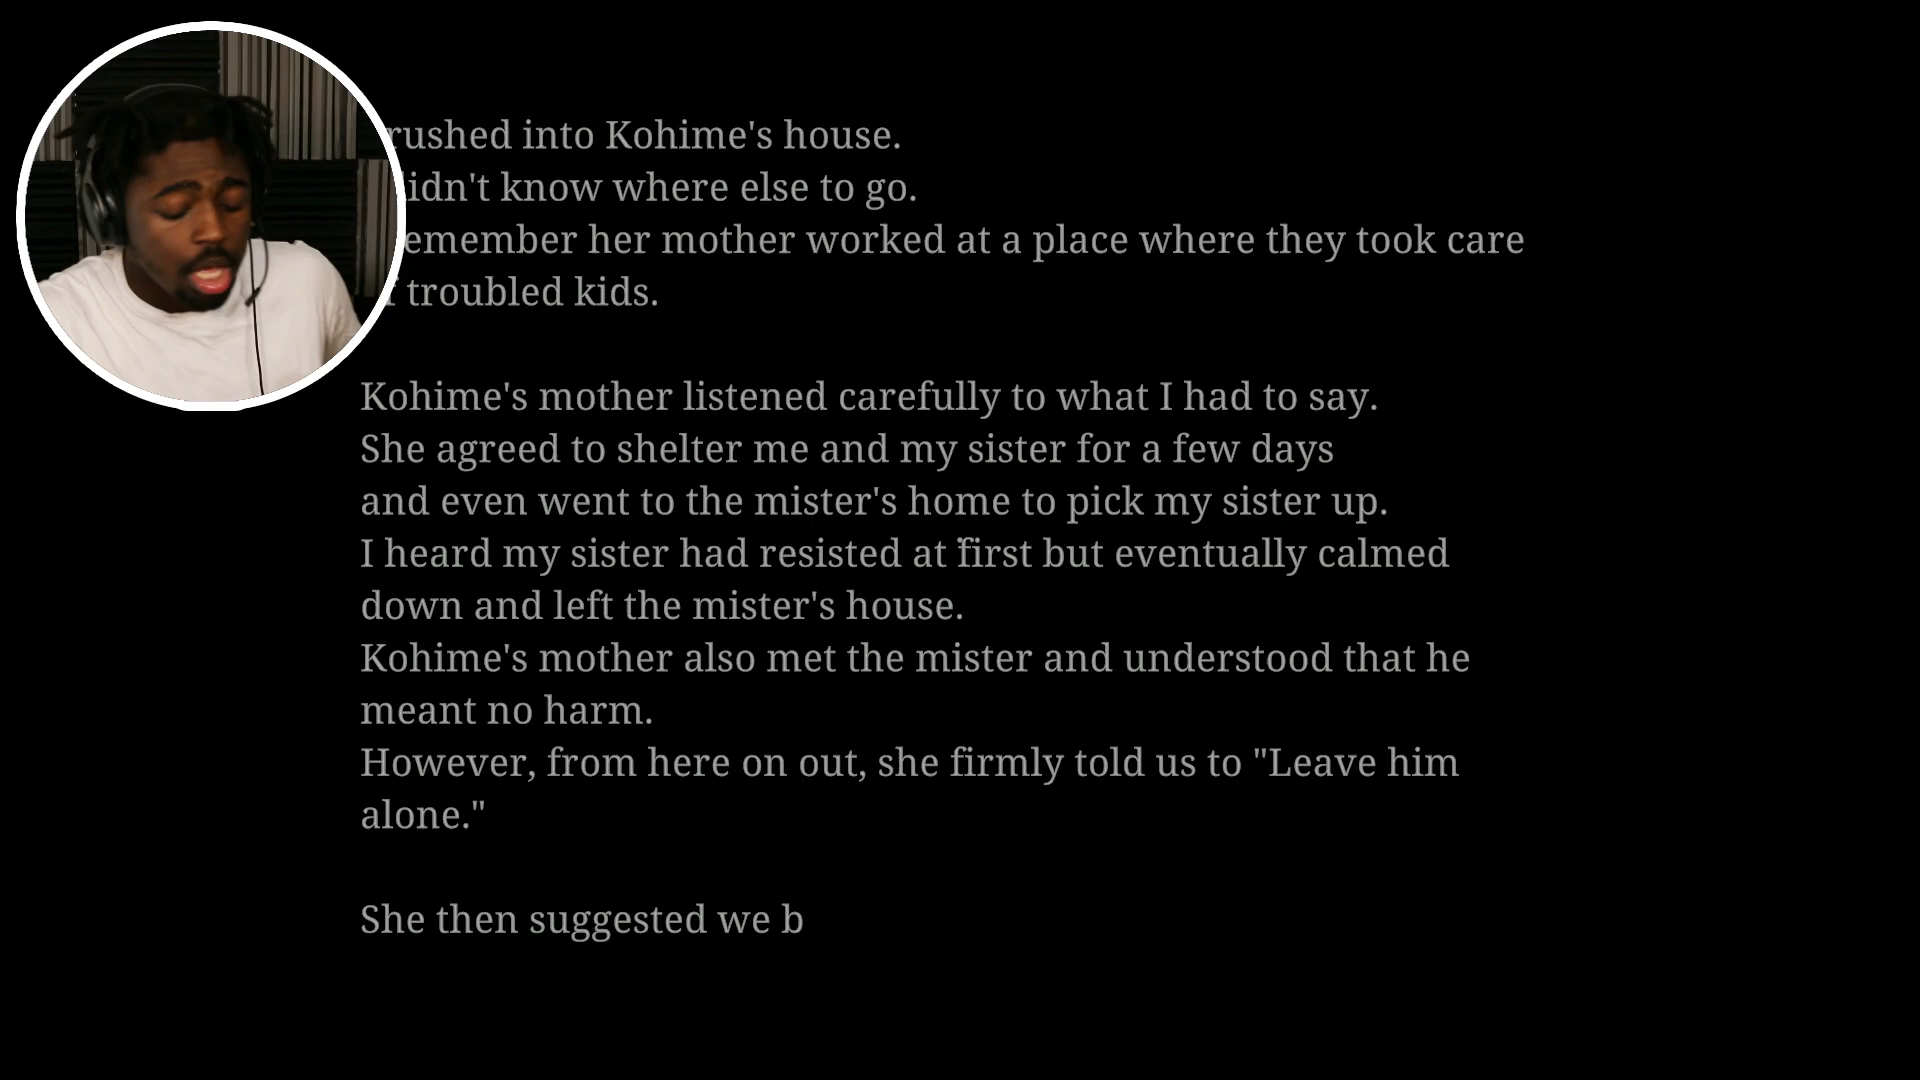 rushed into Kohime's house.
know where else to go.
her mother worked at a place where they took care
troubled kids.
Kohime's mother listened carefully to what I had to say.
She agreed to shelter me and my sister for a few days
and even went to the mister's home to pick my sister up.
I heard my sister had resisted at first but eventually calmed
down and left the mister's house.
Kohime's mother also met the mister and understood that he
meant no harm.
However, from here on out, she firmly told us to "Leave him
alone."
She then suggested we b